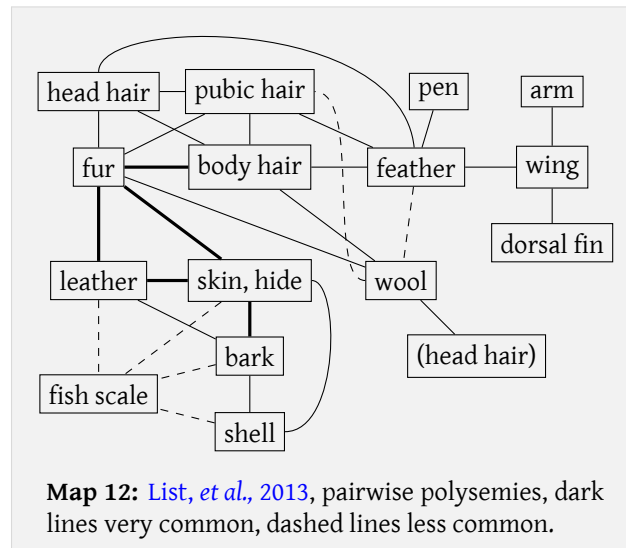 head hair
pubic hair
pen
arm
fur
body hair
feather
wing
dorsal fin
leather
skin, hide
wool
bark
(head hair)
fish scale
shell
Map 12: List, et al., 2013, pairwise polysemies, dark
lines very common, dashed lines less common.